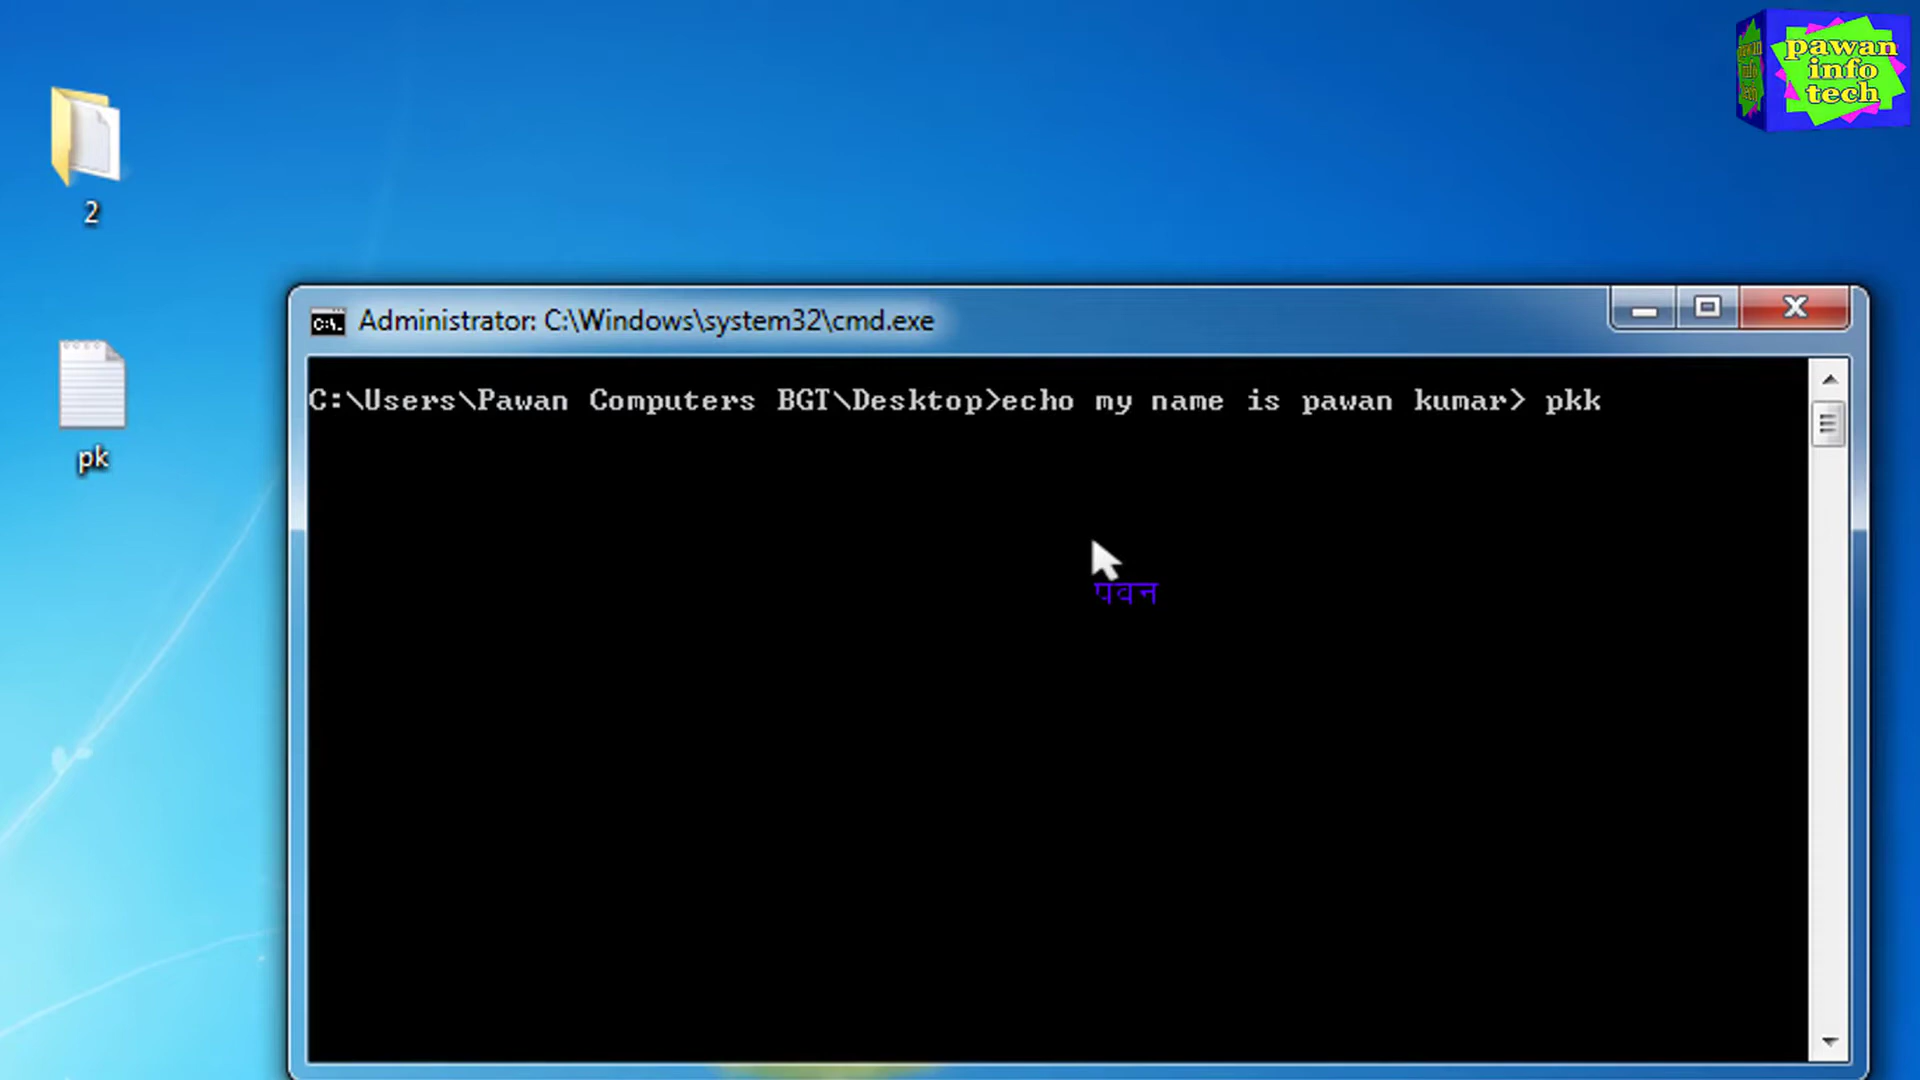 pawan
info
tech
2
Administrator: C:\Windows\system32\cmd.exe
C:\Users\Pawan Computers BGT\Desktop>echo my name is pawan kumar> pkk
pk
पवन